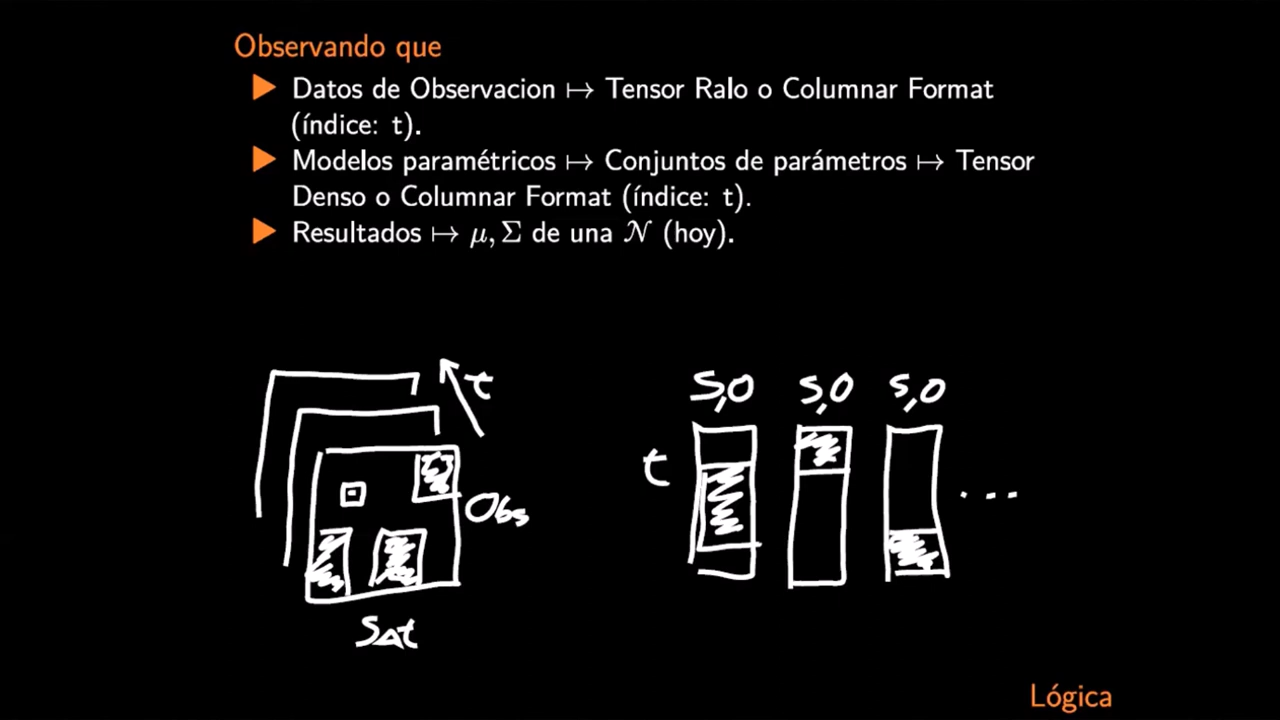 Observando que
▶ Datos de Observacion ↦ Tensor Ralo o Columnar Format
(índice: t).
▶ Modelos paramétricos ↦ Conjuntos de parámetros ↦ Tensor
Denso o Columnar Format (índice: t).
▶ Resultados ↦ μ, Σ de una 𝒩 (hoy).
t
S,O S,O S,O
t
Obs
...
Sat
Lógica